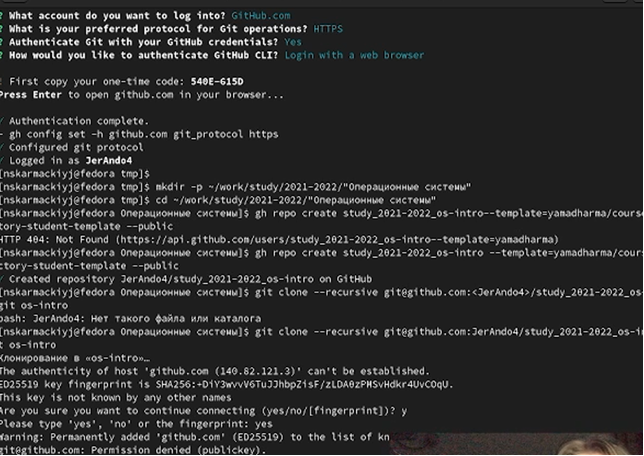 ? What account do you want to log into? GitHub.com
? What is your preferred protocol for Git operations? HTTPS
? Authenticate Git with your GitHub credentials? Yes
? How would you like to authenticate GitHub CLI? Login with a web browser
! First copy your one-time code: 540E-615D
Press Enter to open github.com in your browser...
✓ Authentication complete.
- gh config set -h github.com git_protocol https
✓ Configured git protocol
✓ Logged in as JerAndo4
[nskarmackiyj@fedora tmp]$
[nskarmackiyj@fedora tmp]$ mkdir -p ~/work/study/2021-2022/"Операционные системы"
[nskarmackiyj@fedora tmp]$ cd ~/work/study/2021-2022/"Операционные системы"
[nskarmackiyj@fedora Операционные системы]$ gh repo create study_2021-2022_os-intro--template=yamadharma/cours
tory-student-template --public
HTTP 404: Not Found (https://api.github.com/users/study_2021-2022_os-intro--template=yamadharma)
[nskarmackiyj@fedora Операционные системы]$ gh repo create study_2021-2022_os-intro --template=yamadharma/cour
ctory-student-template --public
✓ Created repository JerAndo4/study_2021-2022_os-intro on GitHub
[nskarmackiyj@fedora Операционные системы]$ git clone --recursive git@github.com:<JerAndo4>/study_2021-2022_os-
git os-intro
bash: JerAndo4: Нет такого файла или каталога
[nskarmackiyj@fedora Операционные системы]$ git clone --recursive git@github.com:JerAndo4/study_2021-2022_os-in
t os-intro
Клонирование в «os-intro»…
The authenticity of host 'github.com (140.82.121.3)' can't be established.
ED25519 key fingerprint is SHA256:+DiY3wvvV6TuJJhbpZisF/zLDA0zPMSvHdkr4UvCOqU.
This key is not known by any other names
Are you sure you want to continue connecting (yes/no/[fingerprint])? y
Please type 'yes', 'no' or the fingerprint: yes
Warning: Permanently added 'github.com' (ED25519) to the list of kn
git@github.com: Permission denied (publickey).